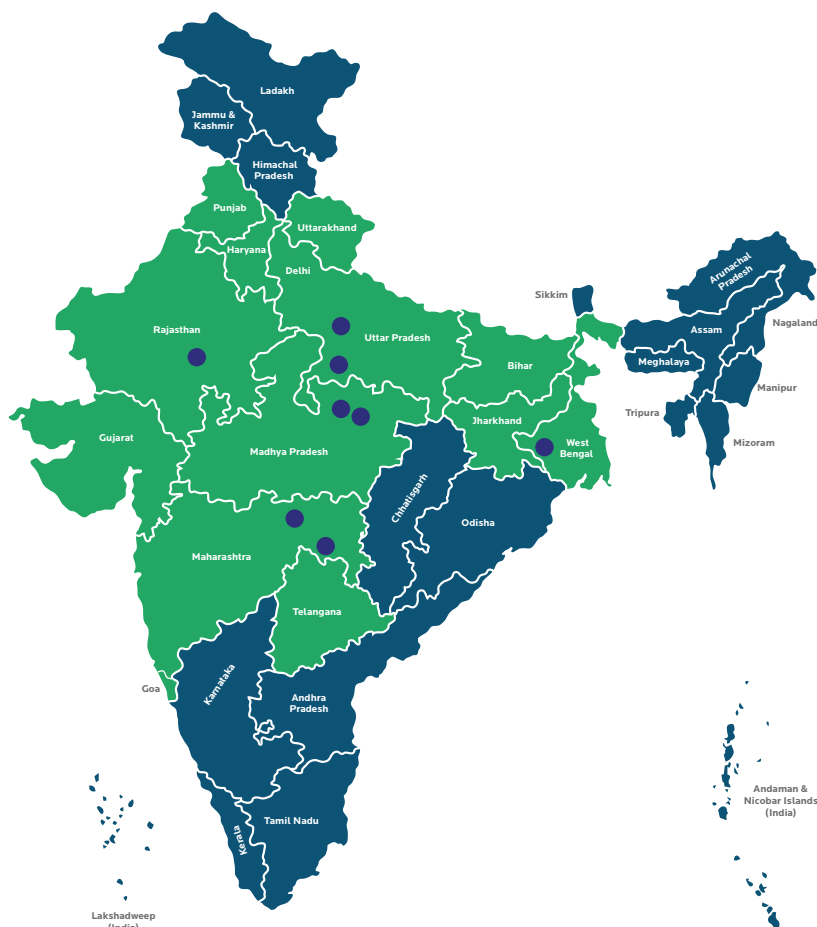 Ladakh
Jammu &
Kashmir
Himachal
Pradesh
Punjab
Uttarakhand
Haryana
Delhi
Arunachal
Pradesh
Sikkim
Nagaland
Rajasthan
Uttar Pradesh
Assam
Bihar
Meghalaya
Manipur
Tripura
Jharkhand
Gujarat
West
Bengal
Mizoram
Madhya Pradesh
Chhatisgarh
Odisha
Maharashtra
Telangana
Karnataka
Goa
Andhra
Pradesh
Andaman &
Nicobar Islands
(India)
Tamil Nadu
Kerala
Lakshadweep
(India)